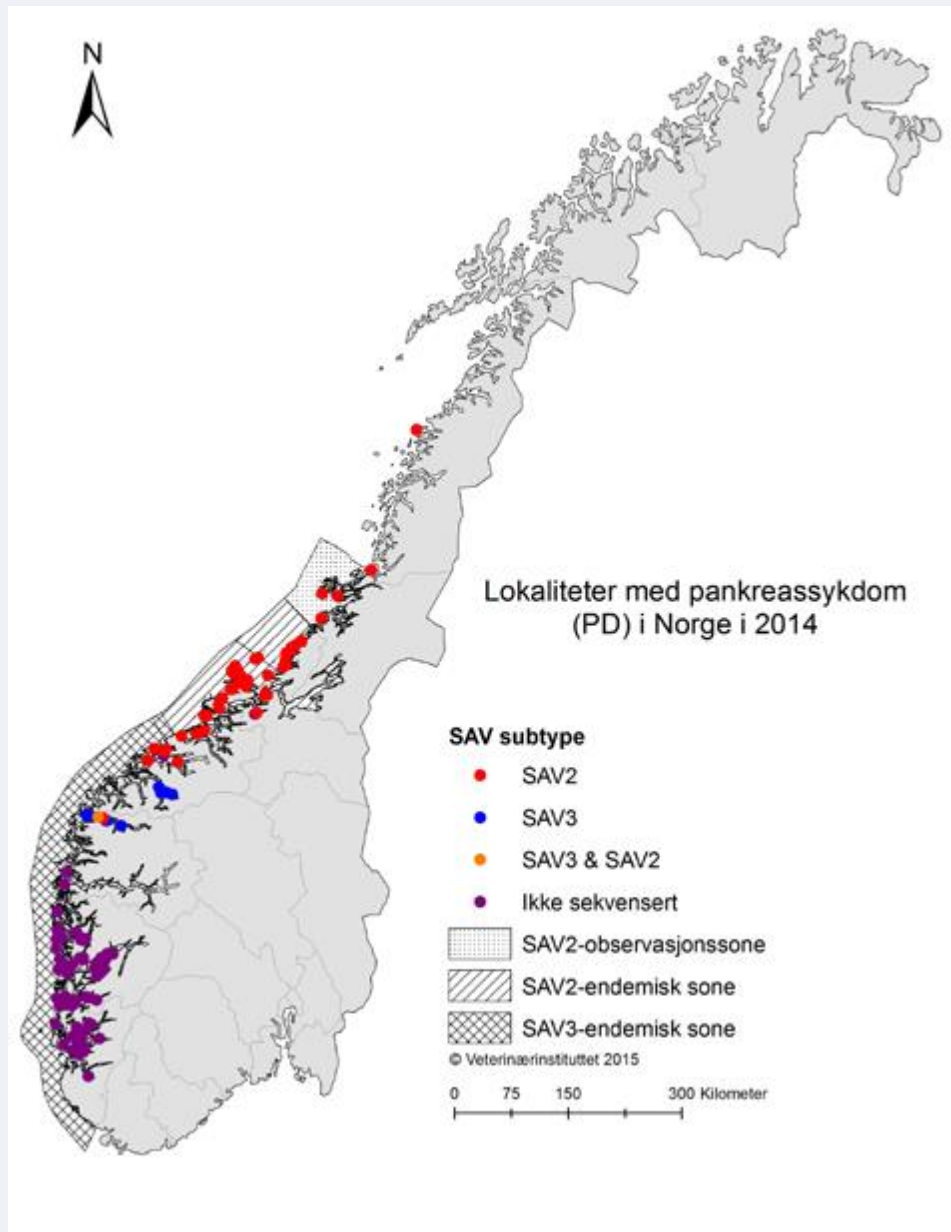 N
Lokaliteter med pankreassykdom
(PD) i Norge i 2014
SAV subtype
SAV2
SAV3
SAV3 & SAV2
Ikke sekvensert
SAV2-observasjonssone
SAV2-endemisk sone
SAV3-endemisk sone
© Veterinærinstituttet 2015
0 75 150 300 Kilometer